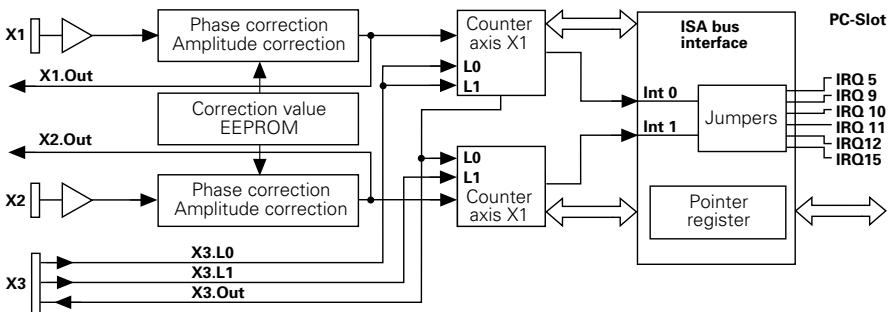 X1
Phase correction
Amplitude correction
X1.Out
Correction value
EEPROM
X2.Out
X2
Phase correction
Amplitude correction
X3
X3.L0
X3.L1
X3.Out
Counter
axis X1
L0
L1
L0
L1
Counter
axis X1
ISA bus
interface
Int 0
Int 1
Jumpers
Pointer
register
PC-Slot
IRQ 5
IRQ 9
IRQ 10
IRQ 11
IRQ12
IRQ15